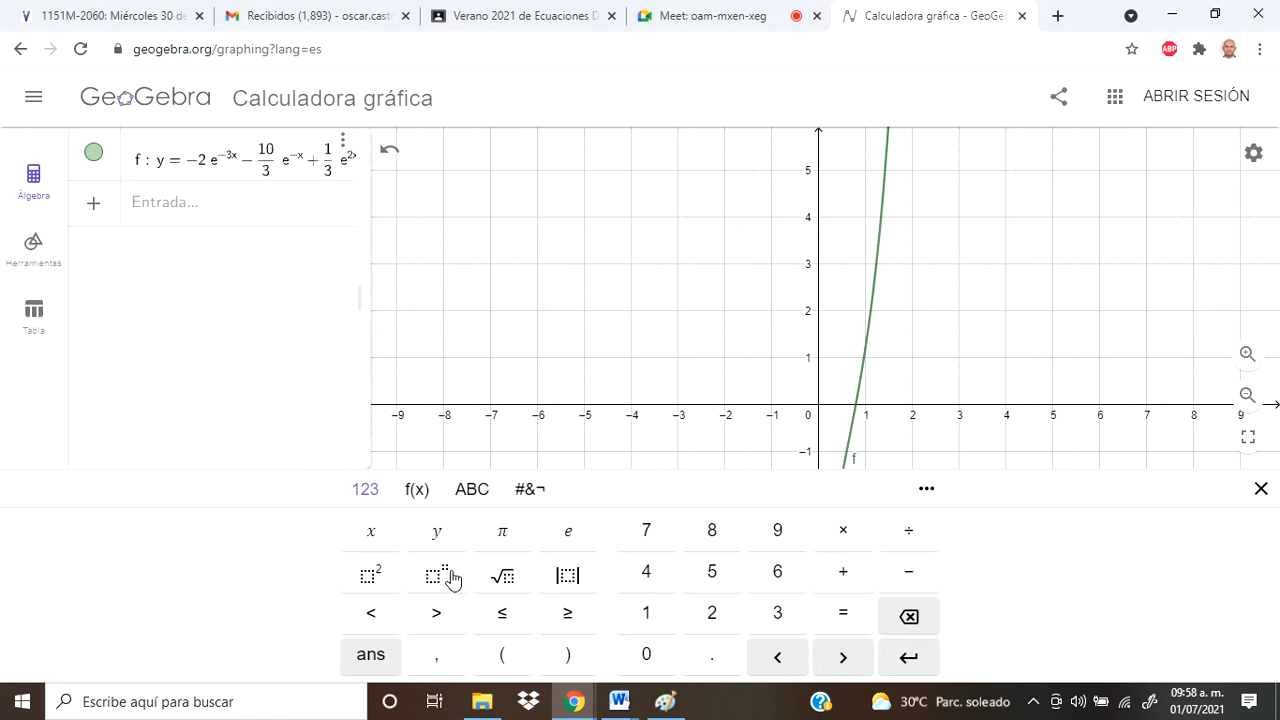 1151M-2060: Miércoles 30 de
Recibidos (1,893) - oscar.cast
Verano 2021 de Ecuaciones D
Meet: oam-mxen-xeg
Calculadora gráfica - GeoGe
geogebra.org/graphing?lang=es
ABP
GeoGebra
Calculadora gráfica
ABRIR SESIÓN
Álgebra
Herramientas
Tabla
f : y = −2 e^−3x − 10/3 e^−x + 1/3 e^2x
Entrada...
5
4
3
2
1
−1
−9 −8 −7 −6 −5 −4 −3 −2 −1 0 1 2 3 4 5 6 7 8 9
f
123 f(x) ABC #&¬ ...
x y π e 7 8 9 × ÷
□² □^□ √□ |□| 4 5 6 + −
< > ≤ ≥ 1 2 3 =
ans , ( ) 0 . < >
Escribe aquí para buscar
30°C Parc. soleado
09:58 a. m.
01/07/2021